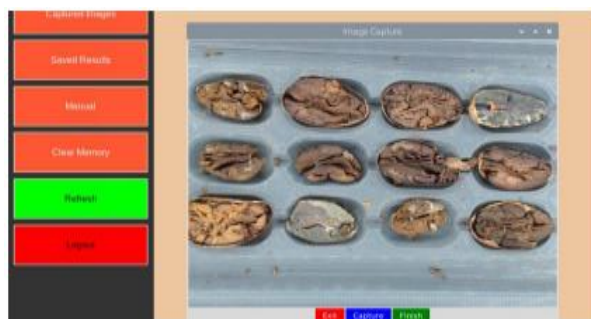 Captured Images
Saved Results
Manual
Clear Memory
Refresh
Logout
Image Capture
Exit
Capture
Finish